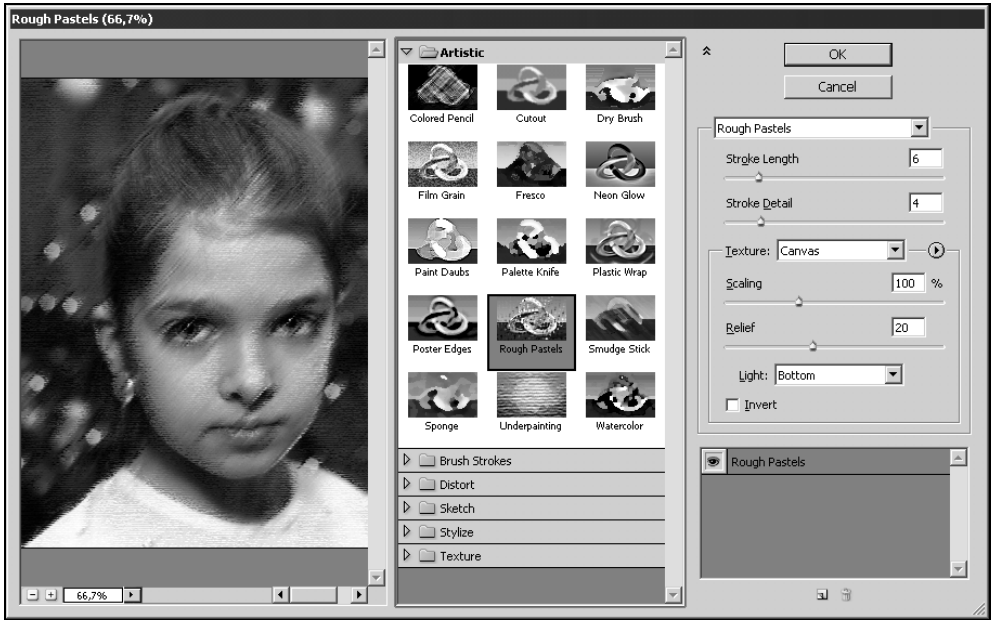 Rough Pastels (66,7%)
Artistic
Colored Pencil
Cutout
Dry Brush
Film Grain
Fresco
Neon Glow
Paint Daubs
Palette Knife
Plastic Wrap
Poster Edges
Rough Pastels
Smudge Stick
Sponge
Underpainting
Watercolor
Brush Strokes
Distort
Sketch
Stylize
Texture
66,7%
OK
Cancel
Rough Pastels
Stroke Length 6
Stroke Detail 4
Texture: Canvas
Scaling 100 %
Relief 20
Light: Bottom
Invert
Rough Pastels